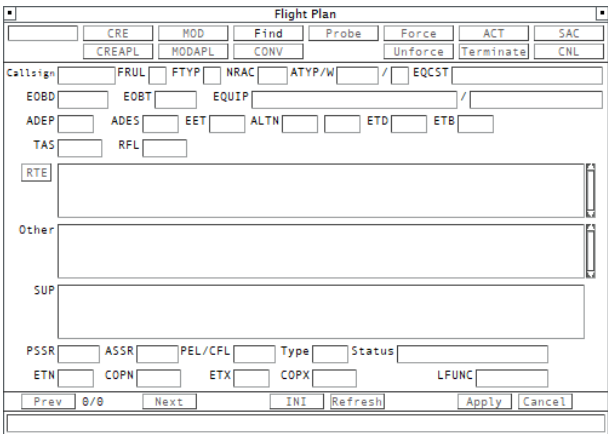 Flight Plan
CRE MOD Find Probe Force ACT SAC
CREAPL MODAPL CONV Unforce Terminate CNL
Callsign FRUL FTYP NRAC ATYP/W / EQCST
EOBD EOBT EQUIP /
ADEP ADES EET ALTN ETD ETB
TAS RFL
RTE
Other
SUP
PSSR ASSR PEL/CFL Type Status
ETN COPN ETX COPX LFUNC
Prev 0/0 Next INI Refresh Apply Cancel